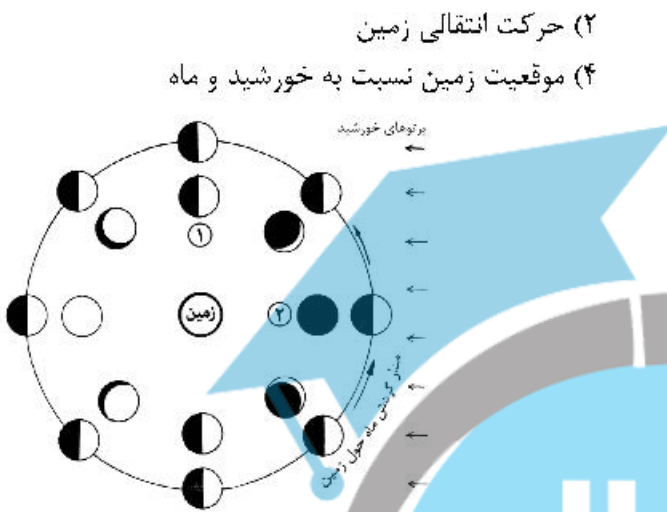 ۲) حرکت انتقالی زمین
۴) موقعیت زمین نسبت به خورشید و ماه
پرتوهای خورشید
۱
زمین
۲
مدار گردش ماه حول زمین